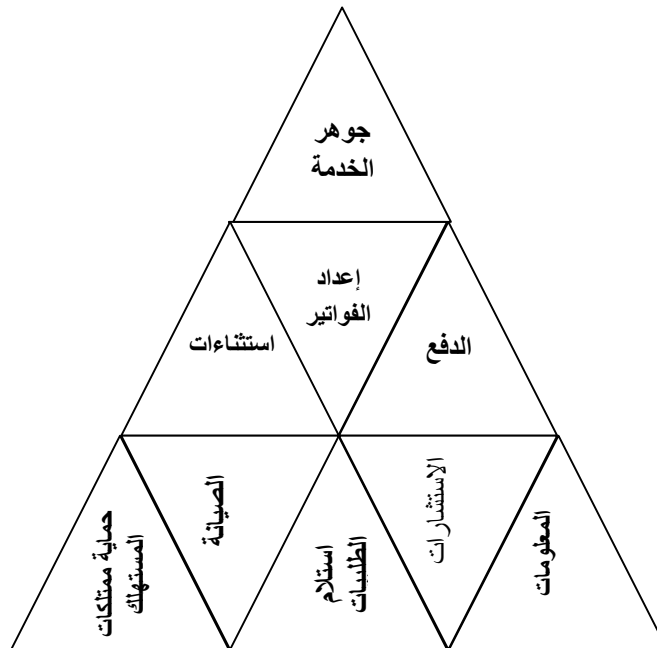 جوهر
الخدمة
إعداد
الفواتير
الدفع
استثناءات
المعلومات
الاستشارات
استلام
الطلبيات
الصيانة
حماية ممتلكات
المستهلك